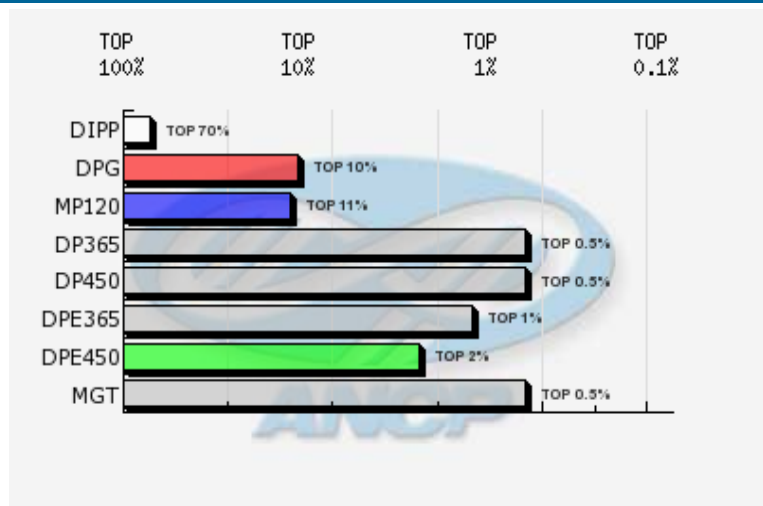 TOP TOP TOP TOP
100% 10% 1% 0.1%
DIPP TOP 70%
DPG TOP 10%
MP120 TOP 11%
DP365 TOP 0.5%
DP450 TOP 0.5%
DPE365 TOP 1%
DPE450 TOP 2%
MGT TOP 0.5%
ANCP